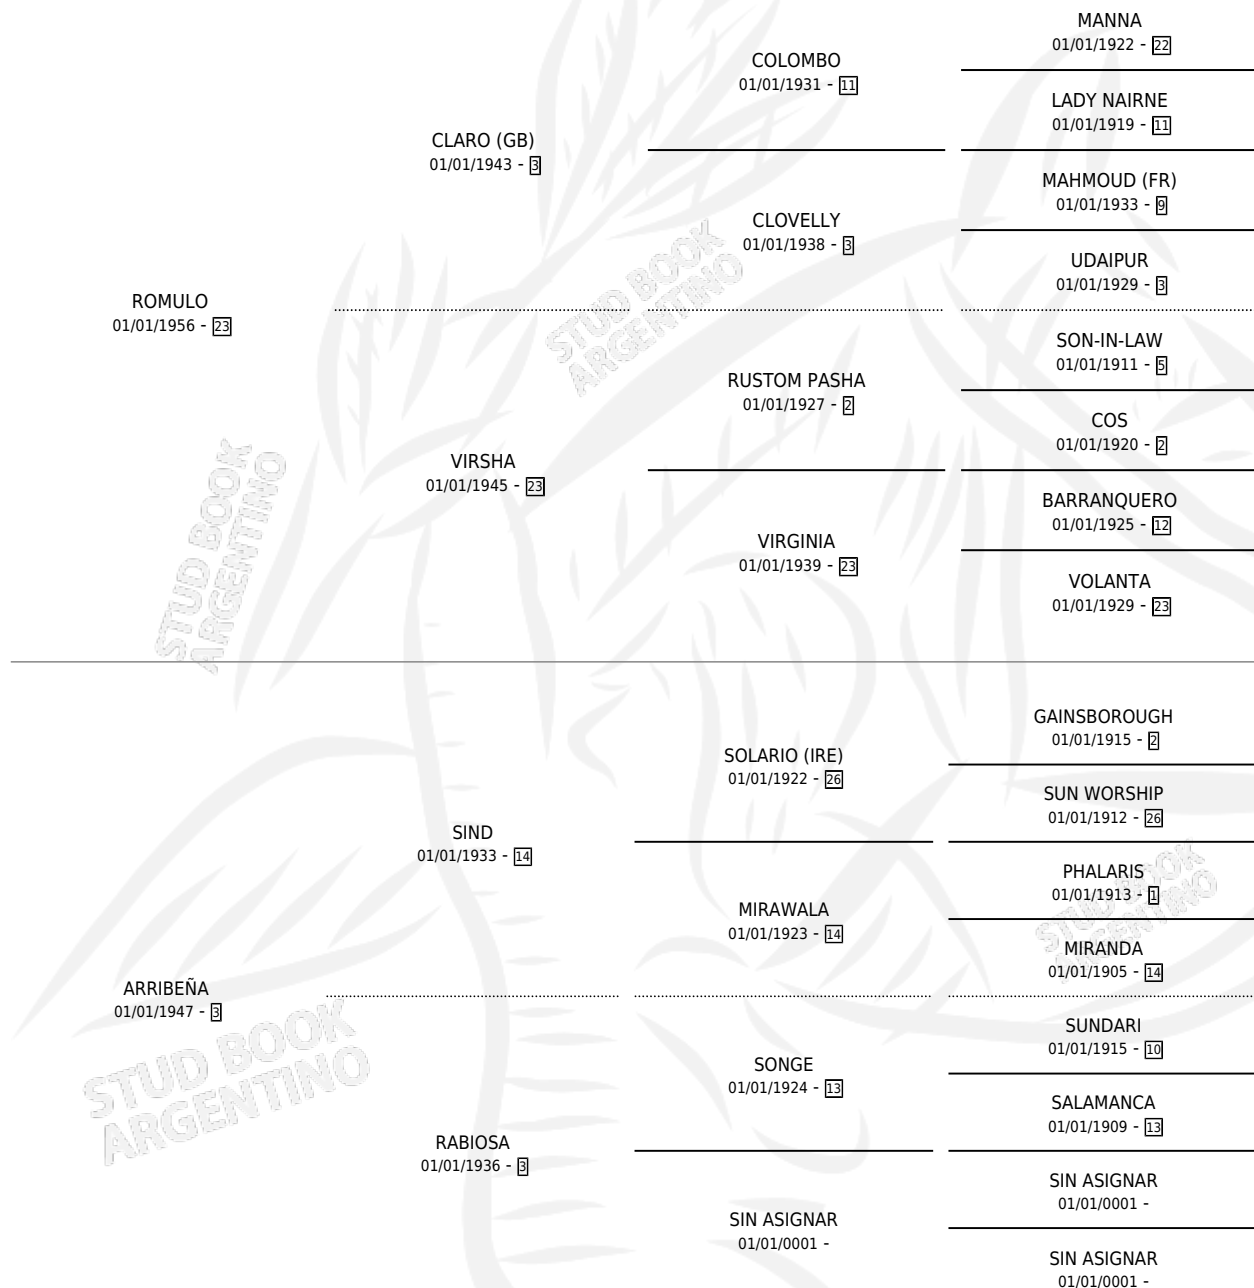 MANNA
01/01/1922 - 22
COLOMBO
01/01/1931 - 11
LADY NAIRNE
01/01/1919 - 11
CLARO (GB)
01/01/1943 - 3
MAHMOUD (FR)
01/01/1933 - 9
CLOVELLY
01/01/1938 - 3
UDAIPUR
01/01/1929 - 3
ROMULO
01/01/1956 - 23
STUD BOOK
ARGENTINO
SON-IN-LAW
01/01/1911 - 5
RUSTOM PASHA
01/01/1927 - 2
COS
01/01/1920 - 2
VIRSHA
01/01/1945 - 23
BARRANQUERO
01/01/1925 - 12
VIRGINIA
01/01/1939 - 23
VOLANTA
01/01/1929 - 23
STUD BOOK
ARGENTINO
GAINSBOROUGH
01/01/1915 - 2
SOLARIO (IRE)
01/01/1922 - 26
SUN WORSHIP
01/01/1912 - 26
SIND
01/01/1933 - 14
PHALARIS
01/01/1913 - 1
MIRAWALA
01/01/1923 - 14
MIRANDA
01/01/1905 - 14
STUD BOOK
ARGENTINO
ARRIBEÑA
01/01/1947 - 3
SUNDARI
01/01/1915 - 10
SONGE
01/01/1924 - 13
SALAMANCA
01/01/1909 - 13
STUD BOOK
ARGENTINO
RABIOSA
01/01/1936 - 3
SIN ASIGNAR
01/01/0001 -
SIN ASIGNAR
01/01/0001 -
SIN ASIGNAR
01/01/0001 -